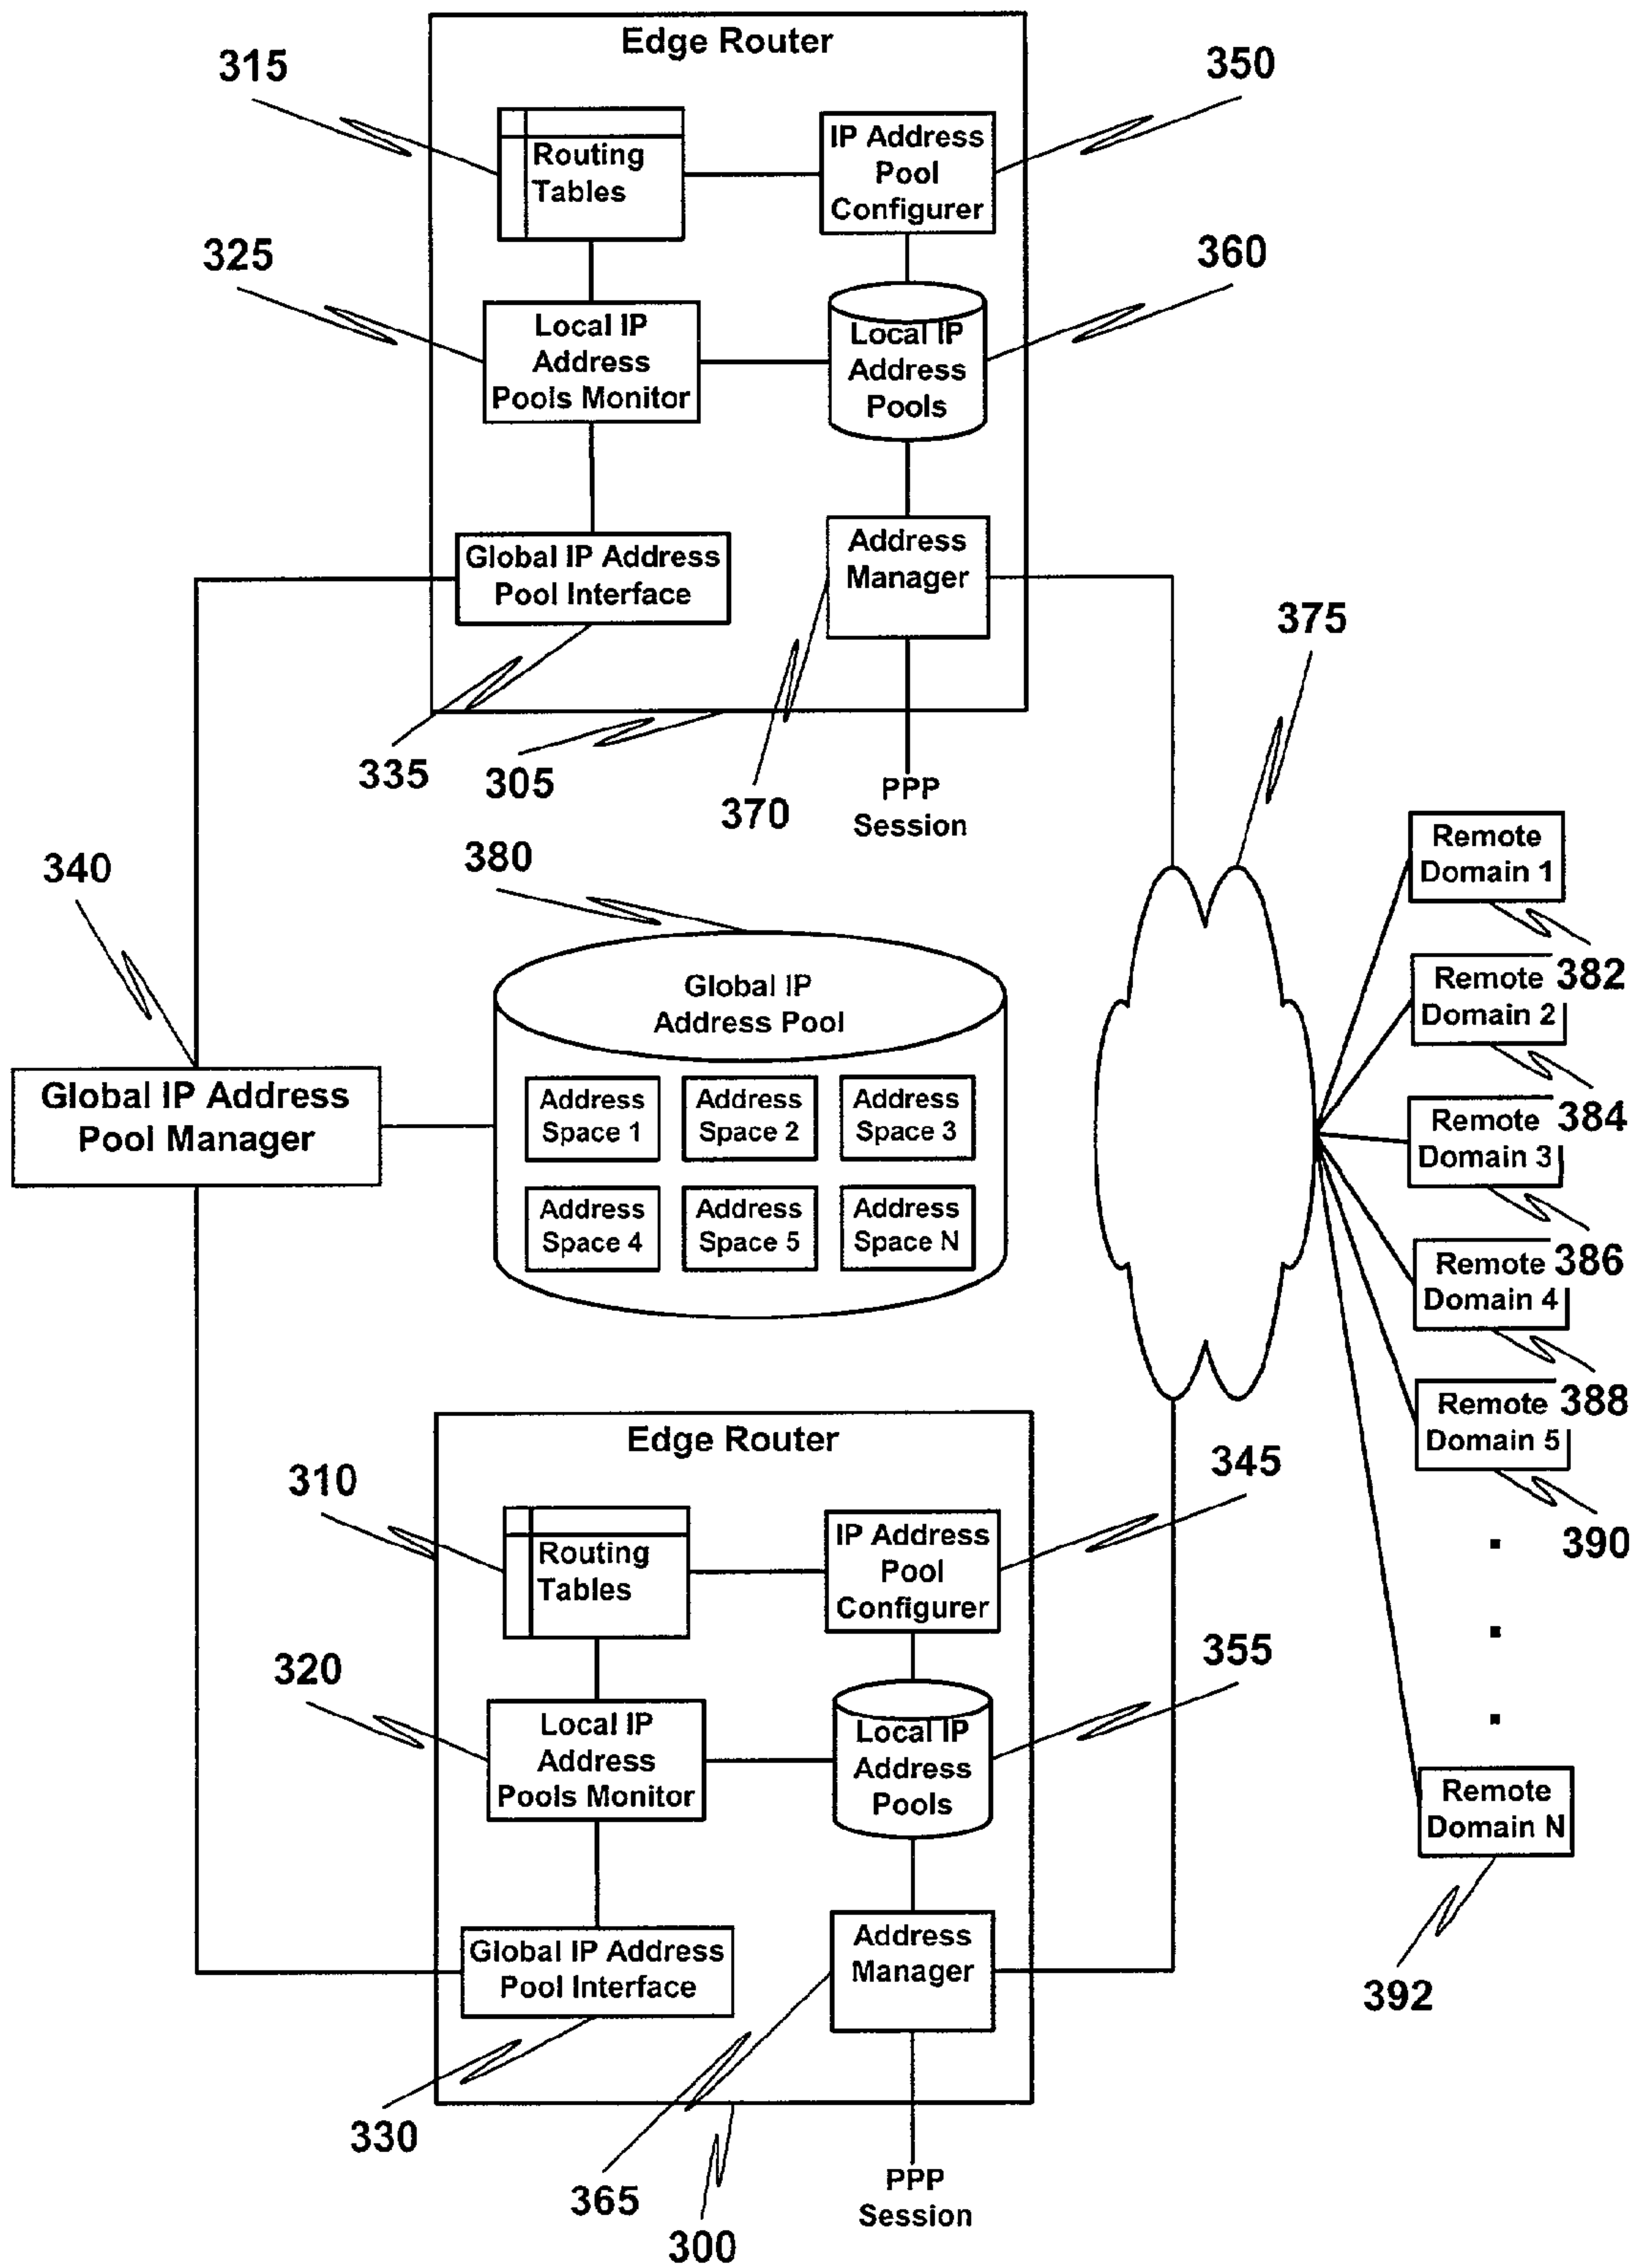 Edge Router
315
350
Routing
Tables
IP Address
Pool
Configurer
325
360
Local IP
Address
Pools Monitor
Local IP
Address
Pools
Global IP Address
Pool Interface
Address
Manager
375
335
305
370
PPP
Session
340
380
Remote
Domain 1
382
Remote
Domain 2
384
Remote
Domain 3
386
Remote
Domain 4
388
Remote
Domain 5
390
Global IP
Address Pool
Global IP Address
Pool Manager
Address
Space 1
Address
Space 2
Address
Space 3
Address
Space 4
Address
Space 5
Address
Space N
Edge Router
310
345
Routing
Tables
IP Address
Pool
Configurer
320
355
Local IP
Address
Pools Monitor
Local IP
Address
Pools
Remote
Domain N
392
Global IP Address
Pool Interface
Address
Manager
330
365
300
PPP
Session